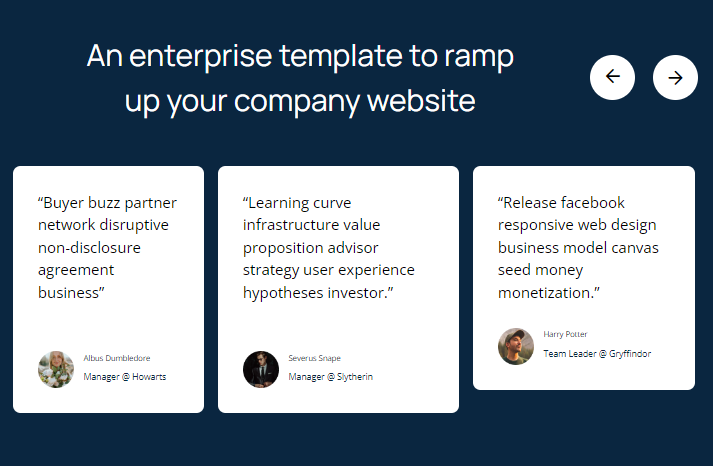 An enterprise template to ramp
up your company website
“Buyer buzz partner
network disruptive
non-disclosure
agreement
business”
Albus Dumbledore
Manager @ Howarts
“Learning curve
infrastructure value
proposition advisor
strategy user experience
hypotheses investor.”
Severus Snape
Manager @ Slytherin
“Release facebook
responsive web design
business model canvas
seed money
monetization.”
Harry Potter
Team Leader @ Gryffindor